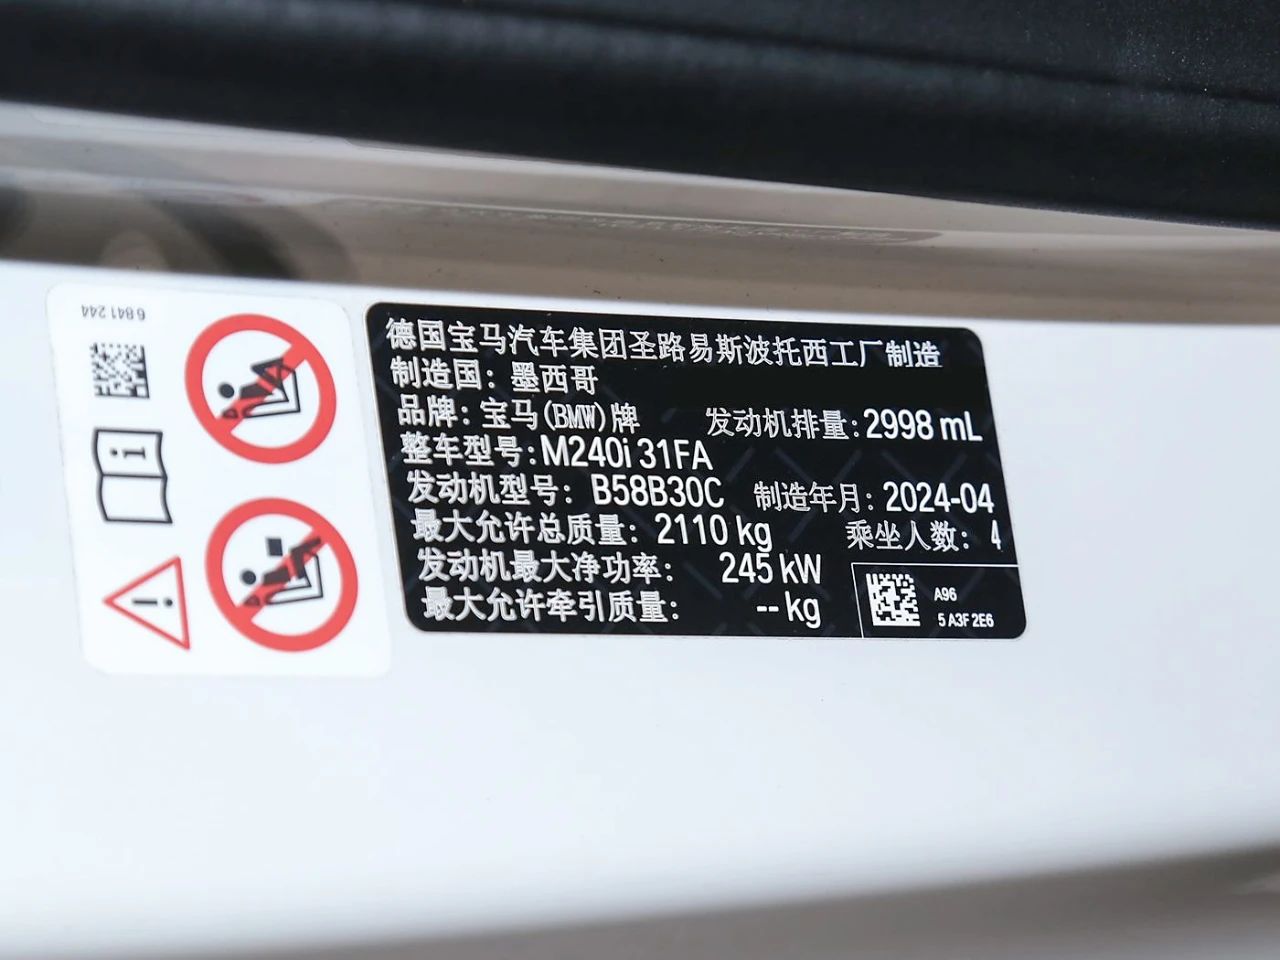 6 841 244
德国宝马汽车集团圣路易斯波托西工厂制造
制造国：墨西哥
品牌：宝马(BMW)牌 发动机排量：2998 mL
整车型号：M240i 31FA
发动机型号：B58B30C 制造年月：2024-04
最大允许总质量：2110 kg 乘坐人数：4
发动机最大净功率：245 kW
最大允许牵引质量：-- kg
A96
5 A3F 2E6